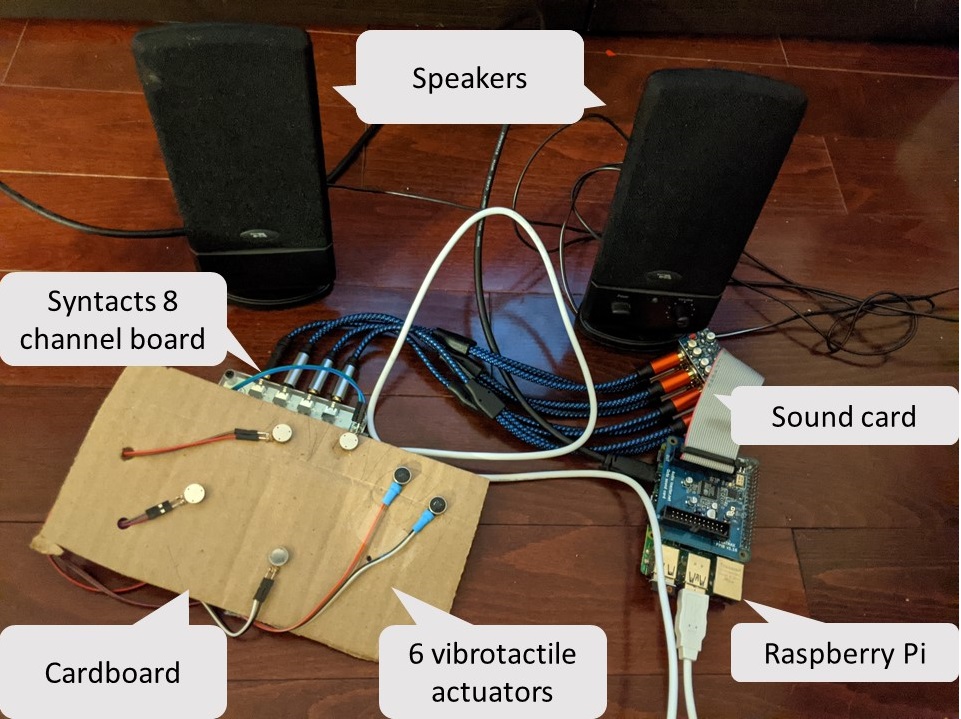 Speakers
Syntacts 8
channel board
Sound card
Cardboard
6 vibrotactile
actuators
Raspberry Pi